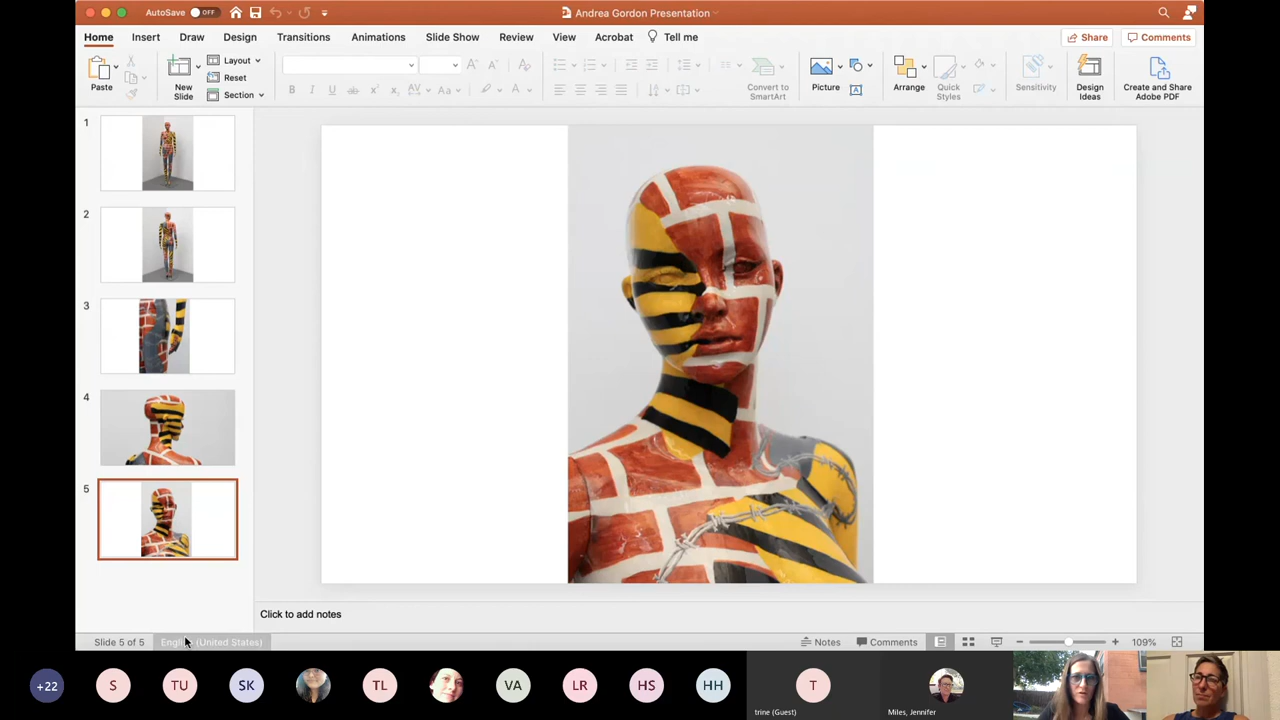 AutoSave OFF
Andrea Gordon Presentation
Home Insert Draw Design Transitions Animations Slide Show Review View Acrobat Tell me
Share Comments
Paste
New
Slide
Layout
Reset
Section
Convert to
SmartArt
Picture
Arrange
Quick
Styles
Sensitivity
Design
Ideas
Create and Share
Adobe PDF
1
2
3
4
5
Click to add notes
Slide 5 of 5 English (United States) Notes Comments 109%
+22 S TU SK TL VA LR HS HH T
trine (Guest) Miles, Jennifer